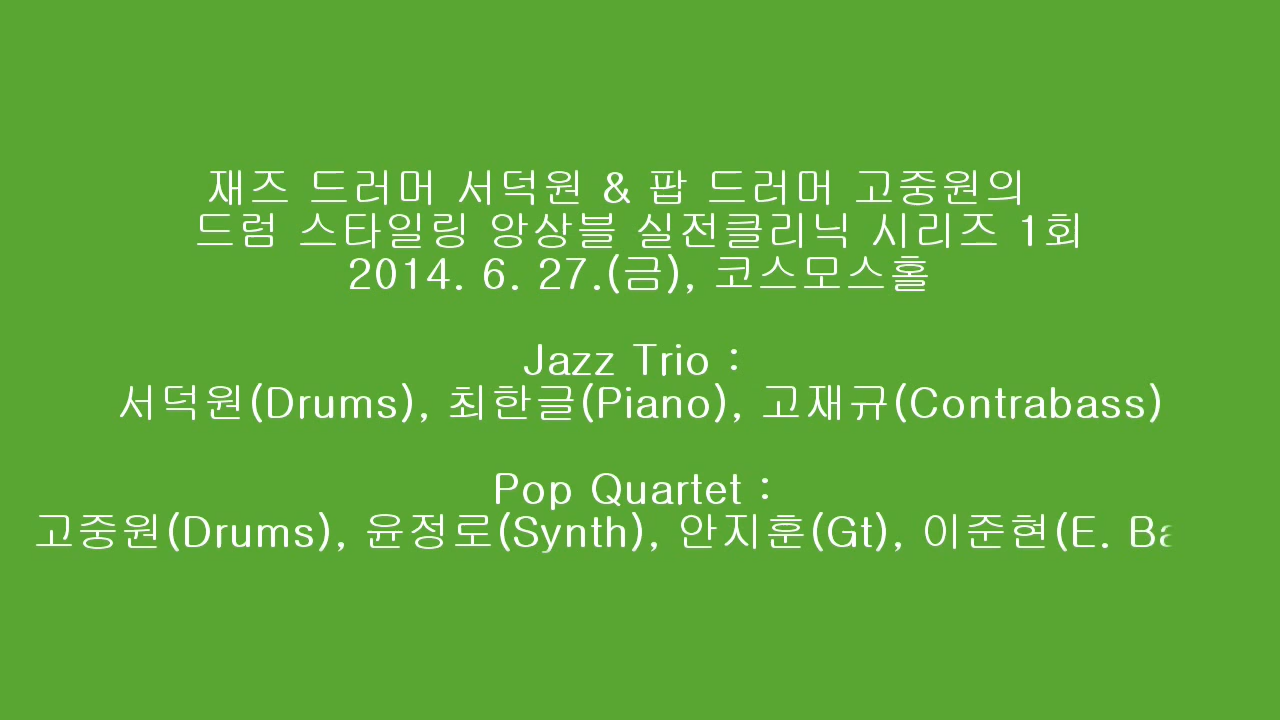 재즈 드러머 서덕원 & 팝 드러머 고중원의
드럼 스타일링 앙상블 실전클리닉 시리즈 1회
2014. 6. 27.(금), 코스모스홀
Jazz Trio :
서덕원(Drums), 최한글(Piano), 고재규(Contrabass)
Pop Quartet :
고중원(Drums), 윤정로(Synth), 안지훈(Gt), 이준현(E.